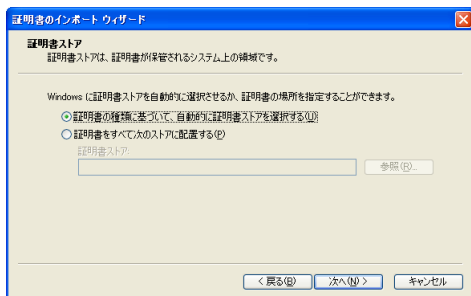 証明書のインポート ウィザード
証明書ストア
証明書ストアは、証明書が保管されるシステム上の領域です。
Windows に証明書ストアを自動的に選択させるか、証明書の場所を指定することができます。
証明書の種類に基づいて、自動的に証明書ストアを選択する(U)
証明書をすべて次のストアに配置する(P)
証明書ストア:
参照(R)...
< 戻る(B)
次へ(N) >
キャンセル